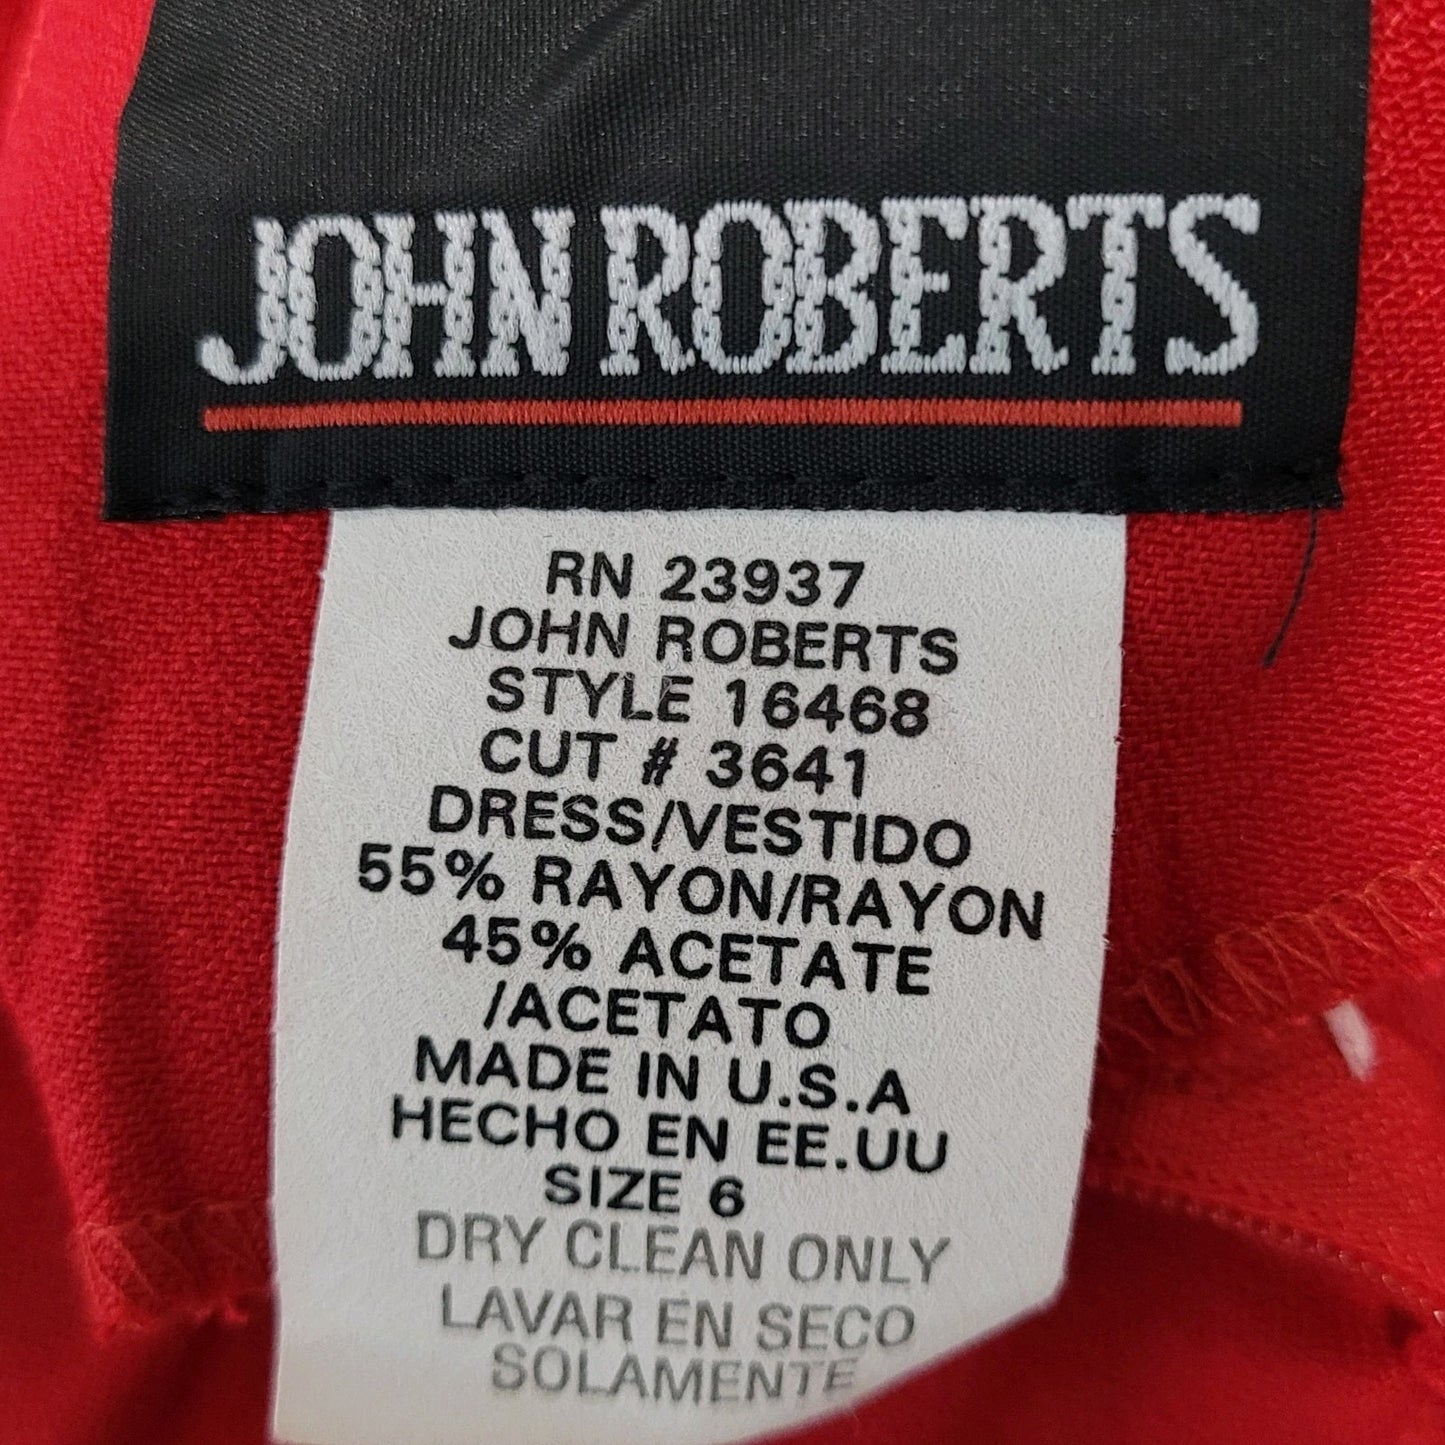 JOHN ROBERTS
RN 23937
JOHN ROBERTS
STYLE 16468
CUT # 3641
DRESS/VESTIDO
55% RAYON/RAYON
45% ACETATE
/ACETATO
MADE IN U.S.A
HECHO EN EE.UU
SIZE 6
DRY CLEAN ONLY
LAVAR EN SECO
SOLAMENTE